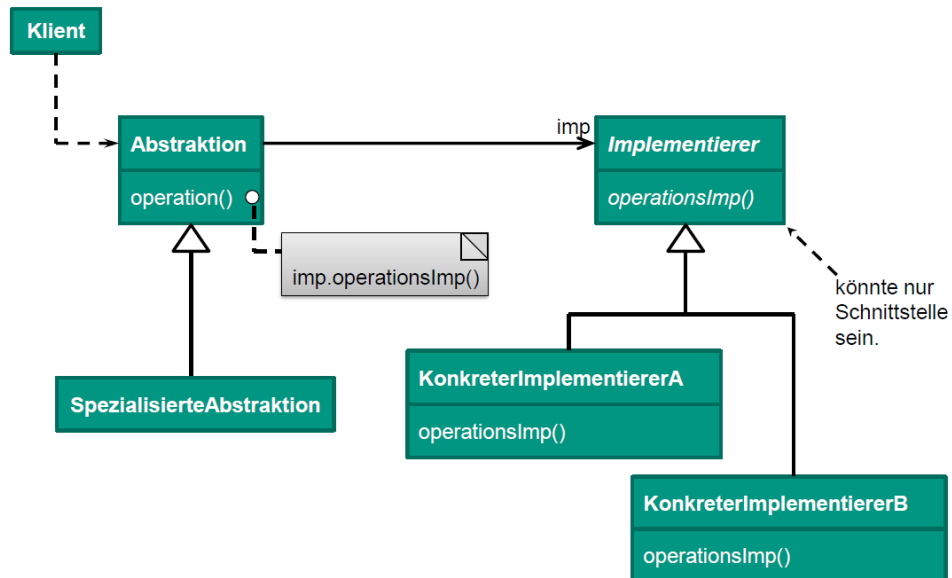 Klient
Abstraktion
operation()
imp
Implementierer
operationsImp()
imp.operationsImp()
könnte nur
Schnittstelle
sein.
SpezialisierteAbstraktion
KonkreterImplementiererA
operationsImp()
KonkreterImplementiererB
operationsImp()